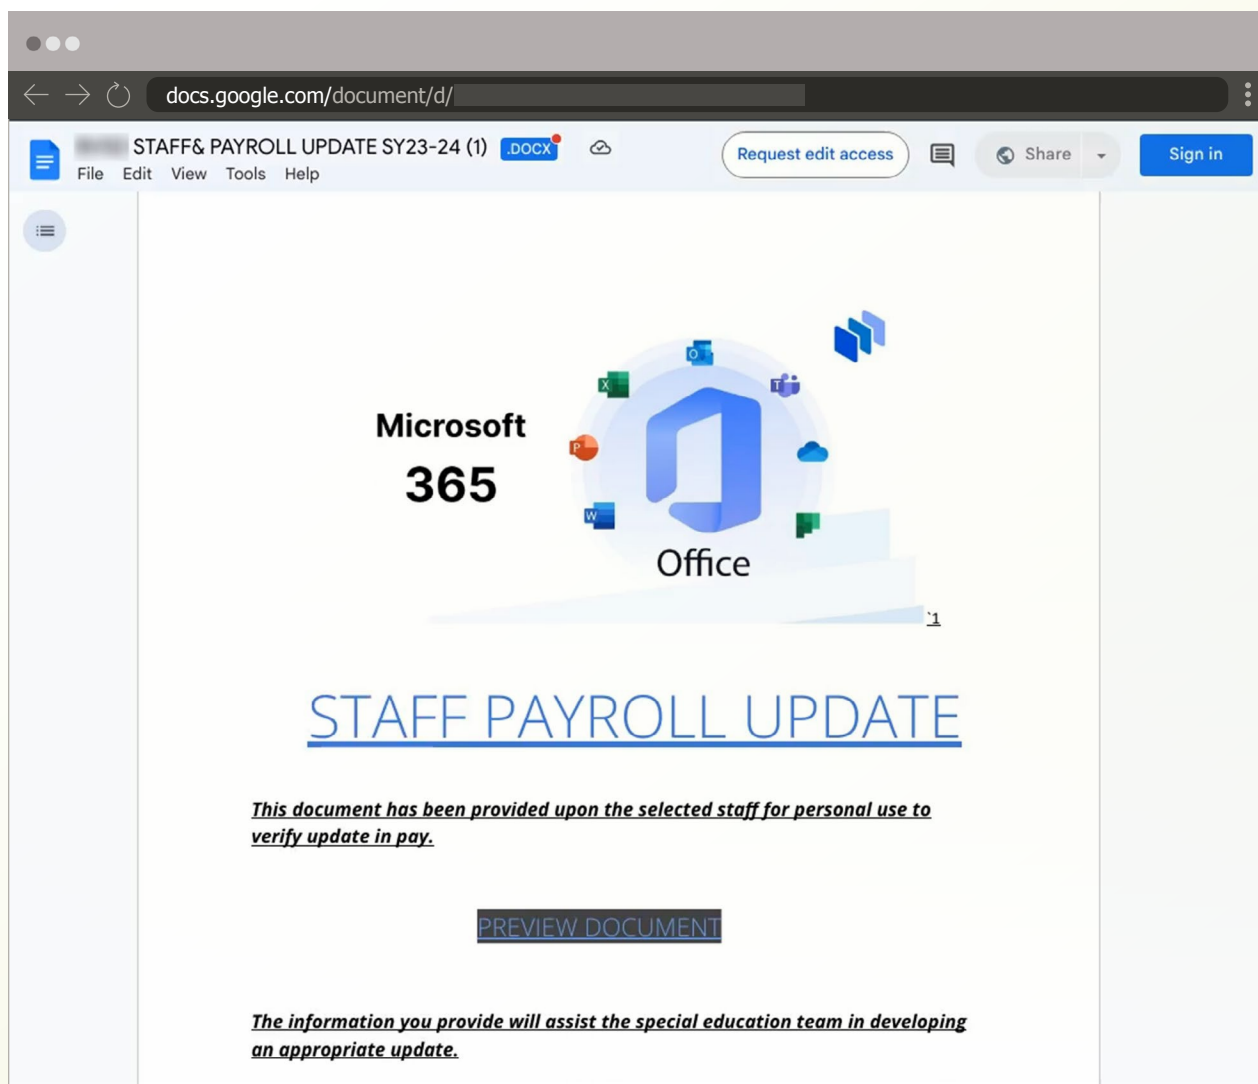 docs.google.com/document/d/
STAFF& PAYROLL UPDATE SY23-24 (1) .DOCX
Request edit access
Share
Sign in
File Edit View Tools Help
Microsoft
365
O
X
T
P
W
Office
`1
STAFF PAYROLL UPDATE
This document has been provided upon the selected staff for personal use to
verify update in pay.
PREVIEW DOCUMENT
The information you provide will assist the special education team in developing
an appropriate update.